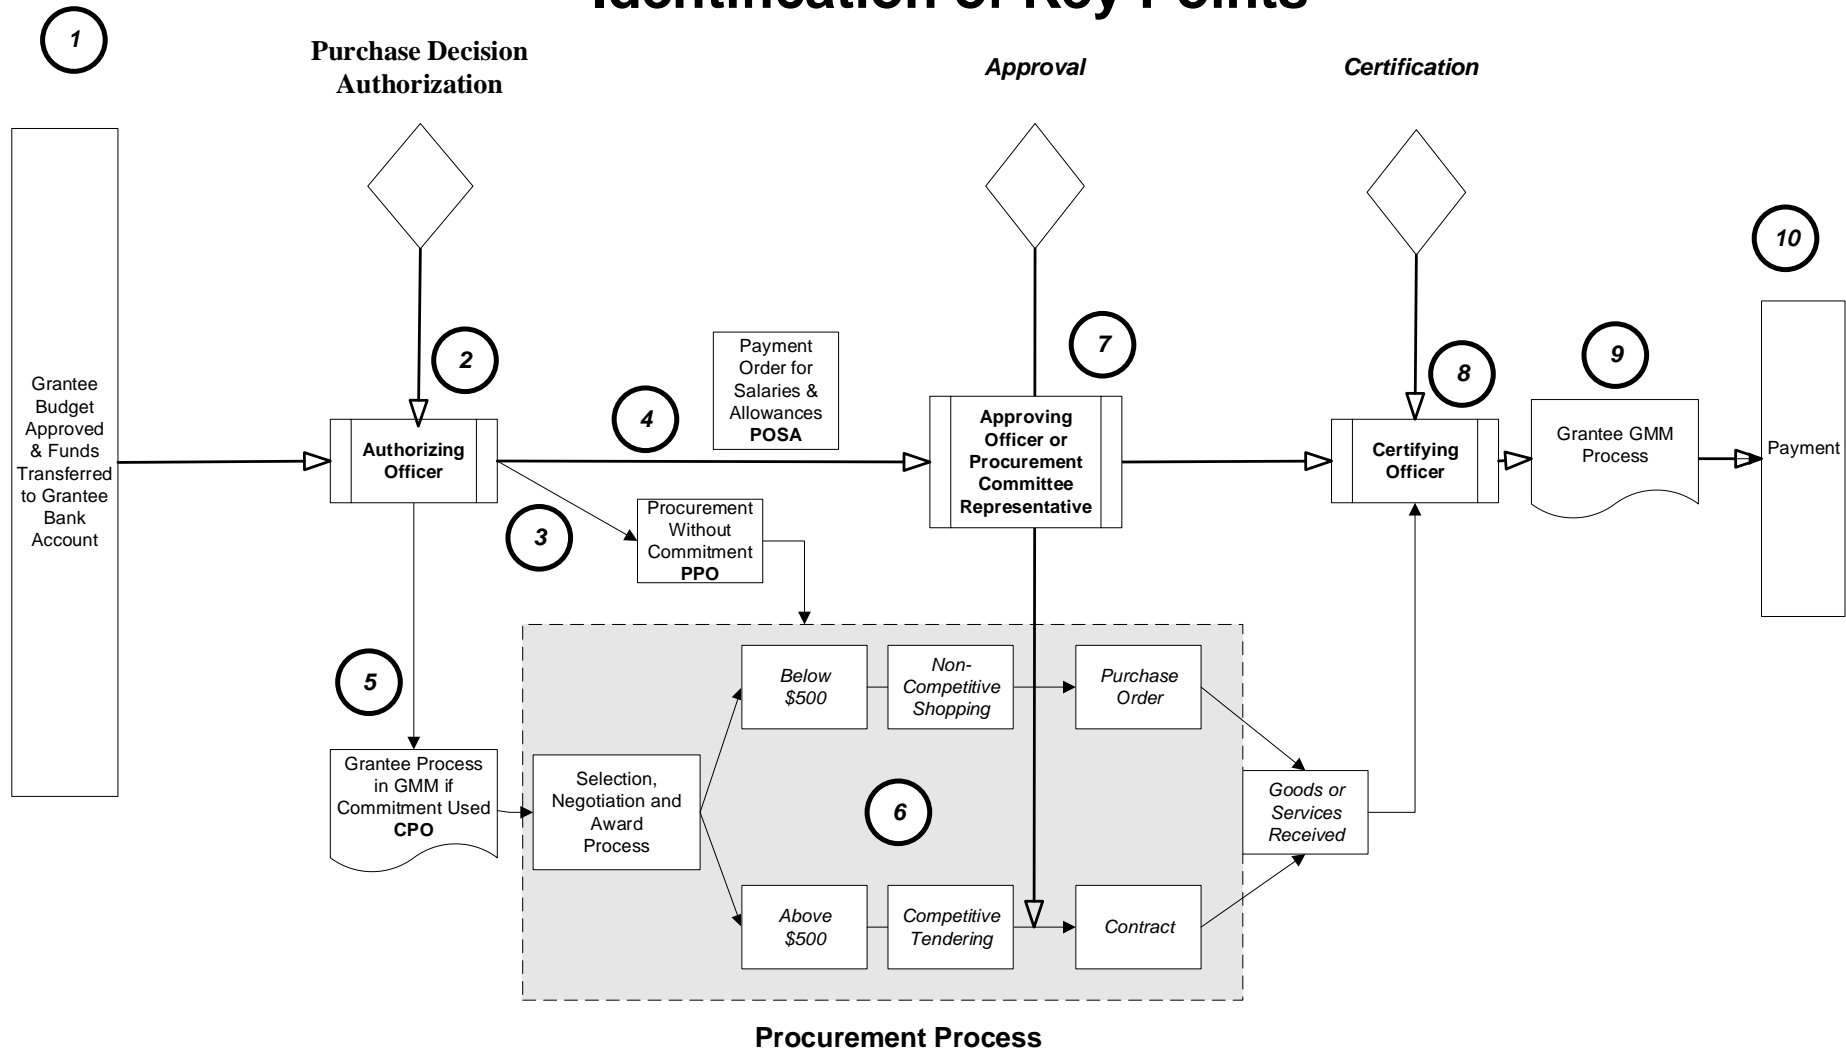 Identification of Key Points
1
Purchase Decision
Authorization
Approval
Certification
10
2
7
8
9
Grantee
Budget
Approved
& Funds
Transferred
to Grantee
Bank
Account
Authorizing
Officer
4
Payment
Order for
Salaries &
Allowances
POSA
Approving
Officer or
Procurement
Committee
Representative
Certifying
Officer
Grantee GMM
Process
Payment
3
Procurement
Without
Commitment
PPO
5
Grantee Process
in GMM if
Commitment Used
CPO
Selection,
Negotiation and
Award
Process
Below
$500
Non-
Competitive
Shopping
Purchase
Order
6
Goods or
Services
Received
Above
$500
Competitive
Tendering
Contract
Procurement Process